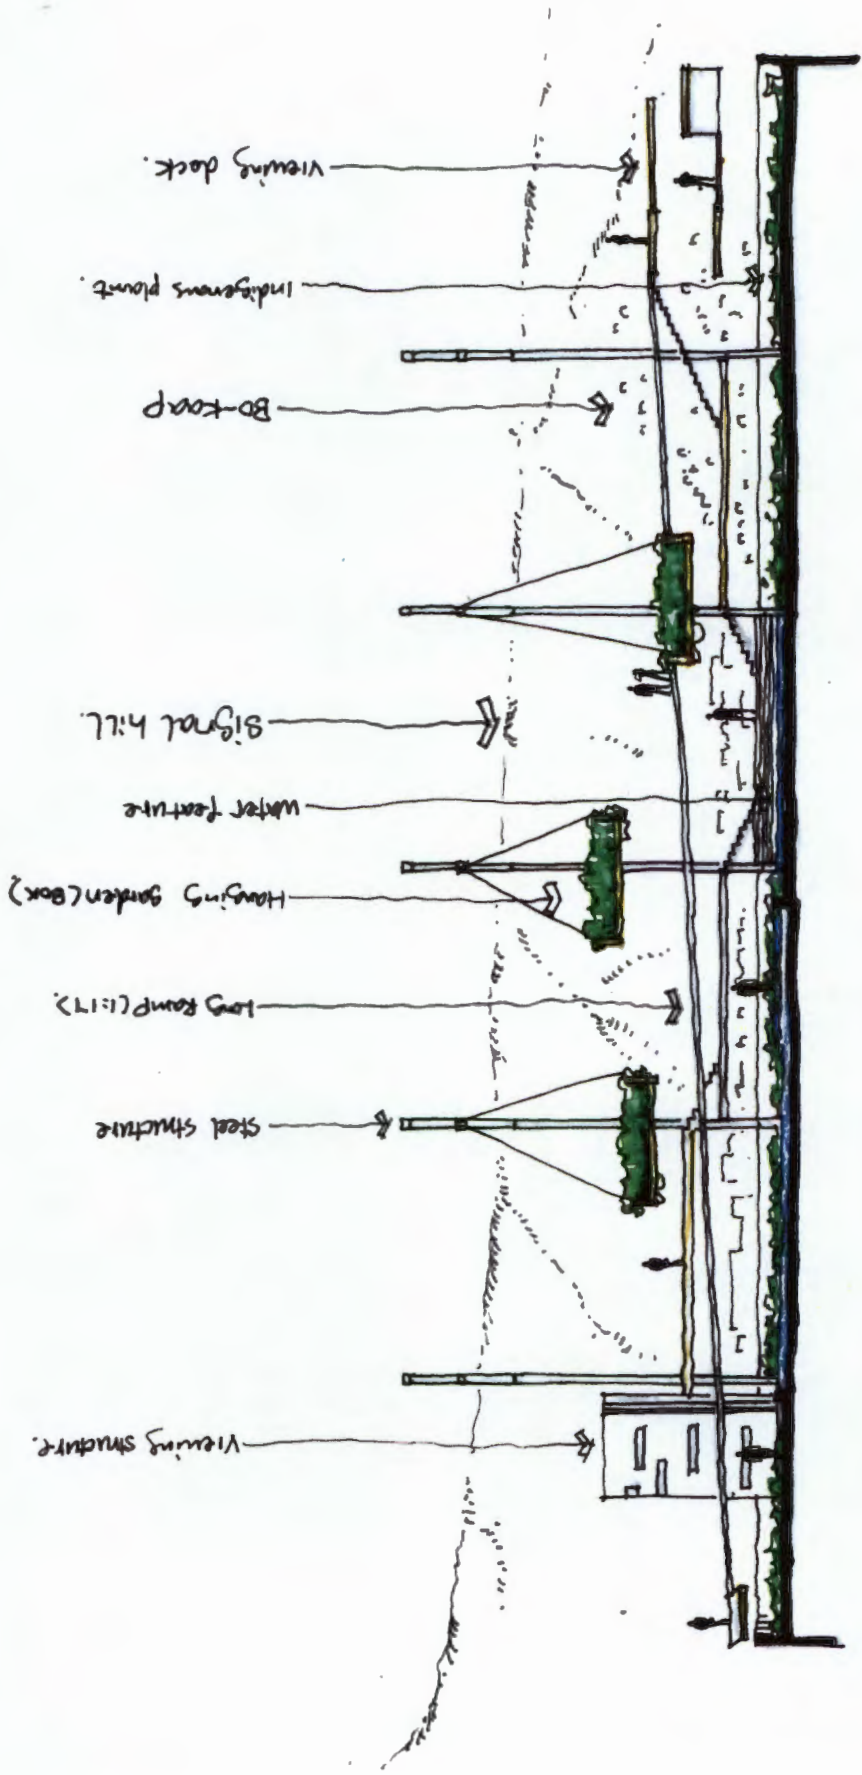 Viewing structure.
Steel structure
Long Ramp (1:17).
Hanging garden (Box)
Water feature
Signal hill.
BO-Kaap
Indigenous plant.
Viewing deck.